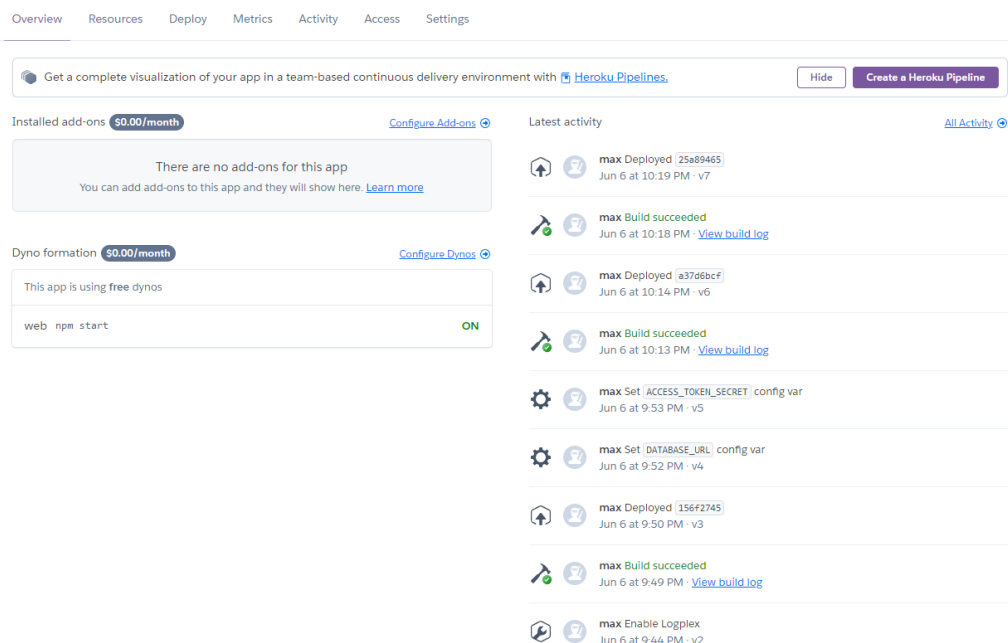 Overview Resources Deploy Metrics Activity Access Settings
Get a complete visualization of your app in a team-based continuous delivery environment with Heroku Pipelines.
Hide
Create a Heroku Pipeline
Installed add-ons $0.00/month
Configure Add-ons
There are no add-ons for this app
You can add add-ons to this app and they will show here. Learn more
Dyno formation $0.00/month
Configure Dynos
This app is using free dynos
web npm start
ON
Latest activity
All Activity
max Deployed 25a89465
Jun 6 at 10:19 PM · v7
max Build succeeded
Jun 6 at 10:18 PM · View build log
max Deployed a37d6bcf
Jun 6 at 10:14 PM · v6
max Build succeeded
Jun 6 at 10:13 PM · View build log
max Set ACCESS_TOKEN_SECRET config var
Jun 6 at 9:53 PM · v5
max Set DATABASE_URL config var
Jun 6 at 9:52 PM · v4
max Deployed 156f2745
Jun 6 at 9:50 PM · v3
max Build succeeded
Jun 6 at 9:49 PM · View build log
max Enable Logplex
Jun 6 at 9:44 PM · v2